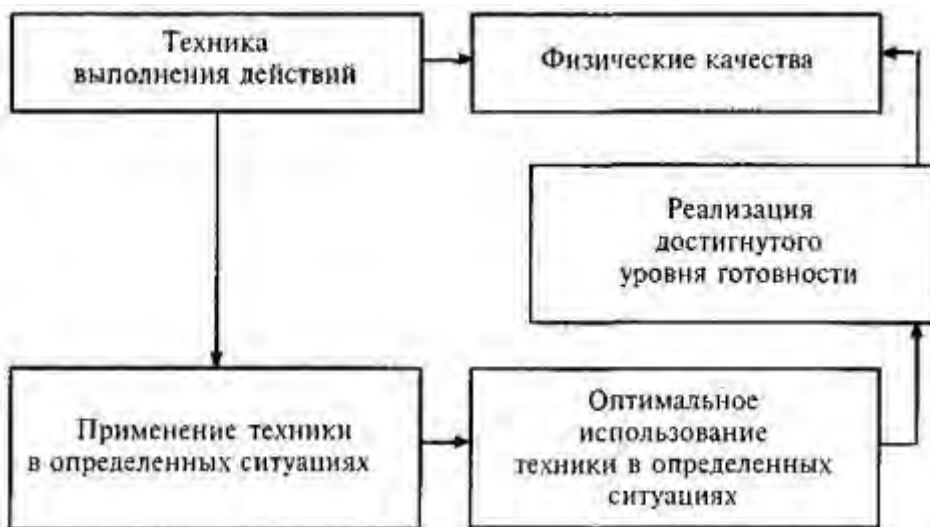 Техника
выполнения действий
Физические качества
Реализация
достигнутого
уровня готовности
Применение техники
в определенных ситуациях
Оптимальное
использование
техники в определенных
ситуациях